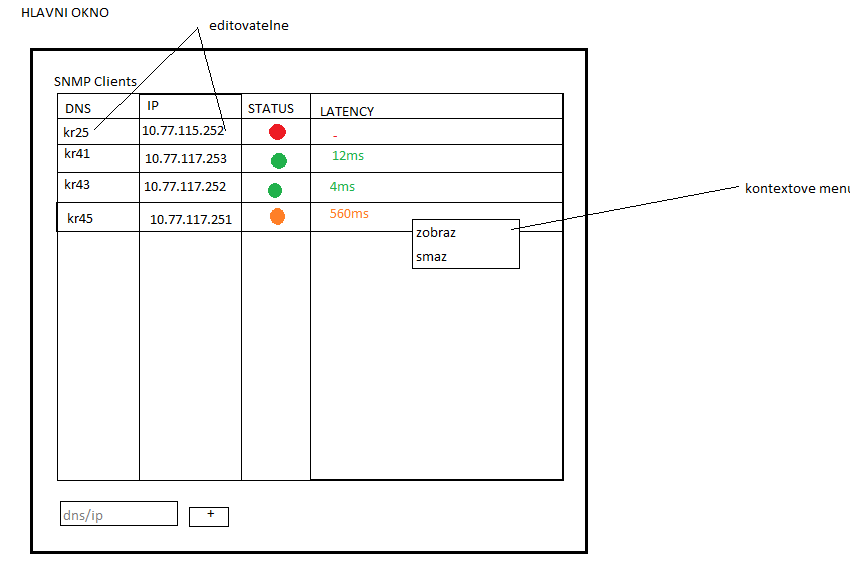 HLAVNI OKNO
editovatelne
SNMP Clients
DNS IP STATUS LATENCY
kr25 10.77.115.252 -
kr41 10.77.117.253 12ms
kr43 10.77.117.252 4ms
kr45 10.77.117.251 560ms
kontextove menu
zobraz
smaz
dns/ip +